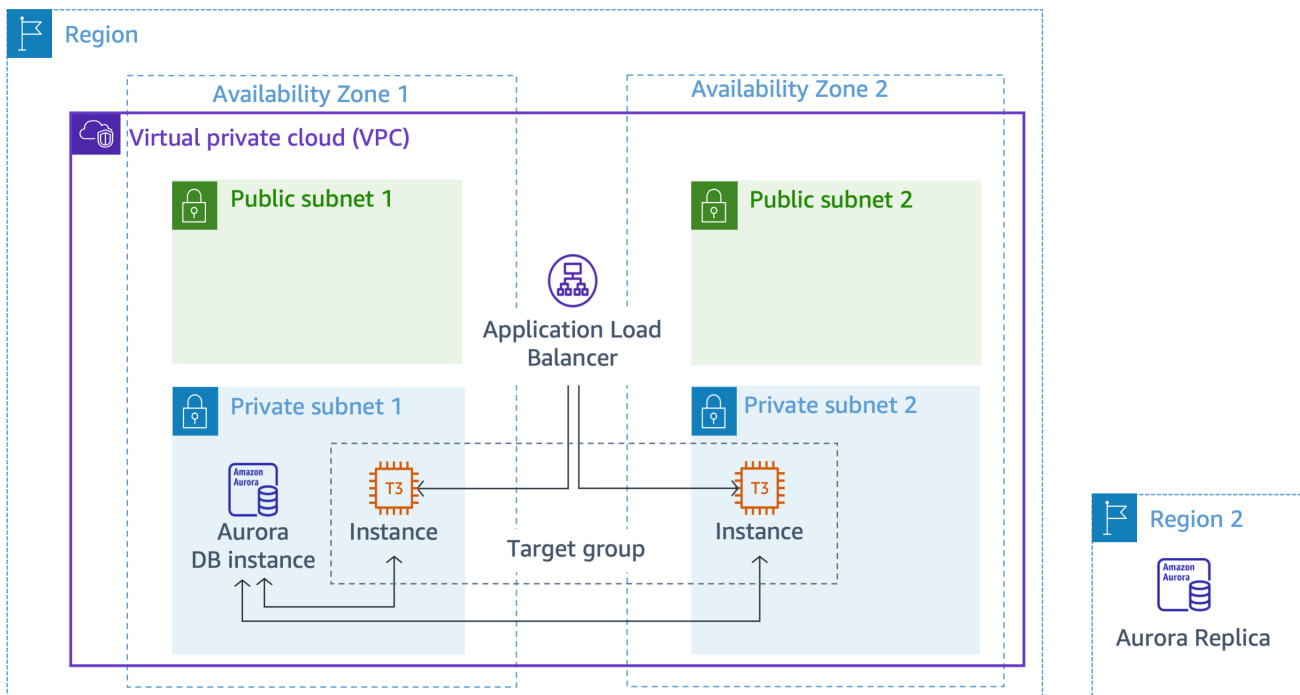 Region
Availability Zone 1
Availability Zone 2
Virtual private cloud (VPC)
Public subnet 1
Public subnet 2
Application Load
Balancer
Private subnet 1
Private subnet 2
Amazon
Aurora
T3
T3
Aurora
DB instance
Instance
Instance
Target group
Region 2
Amazon
Aurora
Aurora Replica